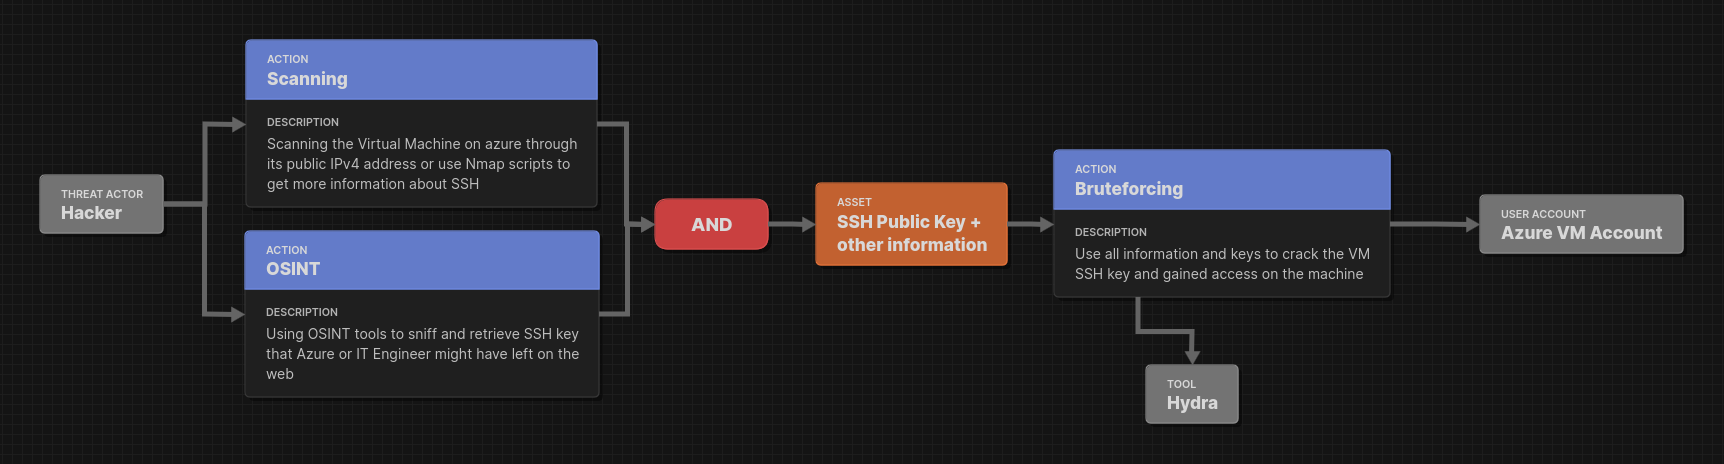 THREAT ACTOR
Hacker
ACTION
Scanning
DESCRIPTION
Scanning the Virtual Machine on azure through
its public IPv4 address or use Nmap scripts to
get more information about SSH
ACTION
OSINT
DESCRIPTION
Using OSINT tools to sniff and retrieve SSH key
that Azure or IT Engineer might have left on the
web
AND
ASSET
SSH Public Key +
other information
ACTION
Bruteforcing
DESCRIPTION
Use all information and keys to crack the VM
SSH key and gained access on the machine
TOOL
Hydra
USER ACCOUNT
Azure VM Account